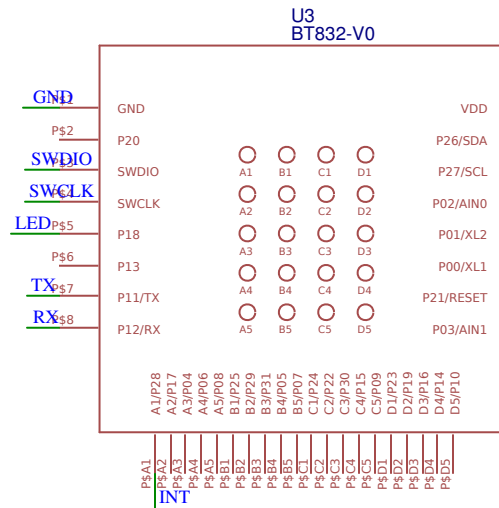 U3
BT832-V0
GND P$1 GND VDD
P$2 P20 P26/SDA
SWDIO P$3 SWDIO P27/SCL
SWCLK P$4 SWCLK P02/AIN0
LED P$5 P18 P01/XL2
P$6 P13 P00/XL1
TX P$7 P11/TX P21/RESET
RX P$8 P12/RX P03/AIN1
A1 B1 C1 D1
A2 B2 C2 D2
A3 B3 C3 D3
A4 B4 C4 D4
A5 B5 C5 D5
A1/P28 A2/P17 A3/P04 A4/P06 A5/P08 B1/P25 B2/P29 B3/P31 B4/P05 B5/P07 C1/P24 C2/P22 C3/P30 C4/P15 C5/P09 D1/P23 D2/P19 D3/P16 D4/P14 D5/P10
P$A1 P$A2 P$A3 P$A4 P$A5 P$B1 P$B2 P$B3 P$B4 P$B5 P$C1 P$C2 P$C3 P$C4 P$C5 P$D1 P$D2 P$D3 P$D4 P$D5
INT